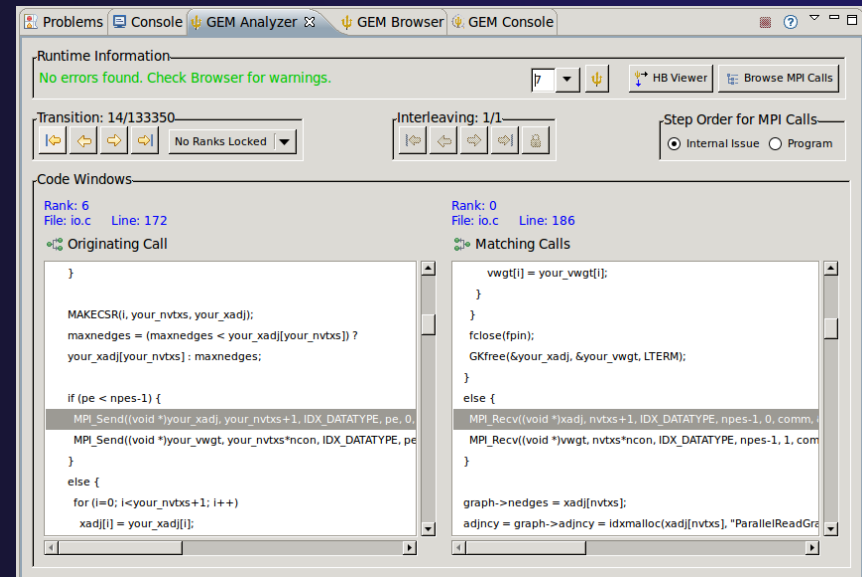 Problems Console GEM Analyzer GEM Browser GEM Console
Runtime Information
No errors found. Check Browser for warnings.
7 HB Viewer Browse MPI Calls
Transition: 14/133350
No Ranks Locked
Interleaving: 1/1
Step Order for MPI Calls
Internal Issue Program
Code Windows
Rank: 6
File: io.c Line: 172
Originating Call
}
MAKECSR(i, your_nvtxs, your_xadj);
maxnedges = (maxnedges < your_xadj[your_nvtxs]) ?
your_xadj[your_nvtxs] : maxnedges;
if (pe < npes-1) {
MPI_Send((void *)your_xadj, your_nvtxs+1, IDX_DATATYPE, pe, 0,
MPI_Send((void *)your_vwgt, your_nvtxs*ncon, IDX_DATATYPE, pe
}
else {
for (i=0; i<your_nvtxs+1; i++)
xadj[i] = your_xadj[i];
Rank: 0
File: io.c Line: 186
Matching Calls
vwgt[i] = your_vwgt[i];
}
}
fclose(fpin);
GKfree(&your_xadj, &your_vwgt, LTERM);
}
else {
MPI_Recv((void *)xadj, nvtxs+1, IDX_DATATYPE, npes-1, 0, comm,
MPI_Recv((void *)vwgt, nvtxs*ncon, IDX_DATATYPE, npes-1, 1, com
}
graph->nedges = xadj[nvtxs];
adjncy = graph->adjncy = idxmalloc(xadj[nvtxs], "ParallelReadGra